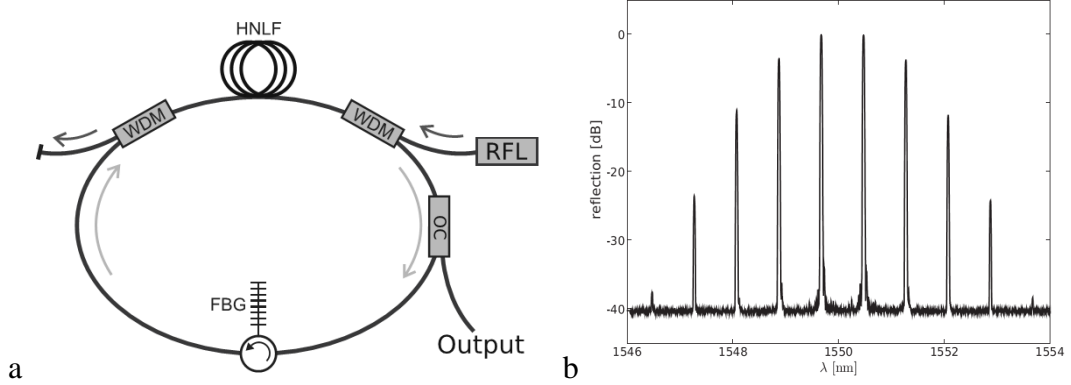 HNLF
WDM
WDM
RFL
OC
FBG
Output
a
0
-10
-20
-30
-40
reflection [dB]
1546
1548
1550
1552
1554
λ [nm]
b